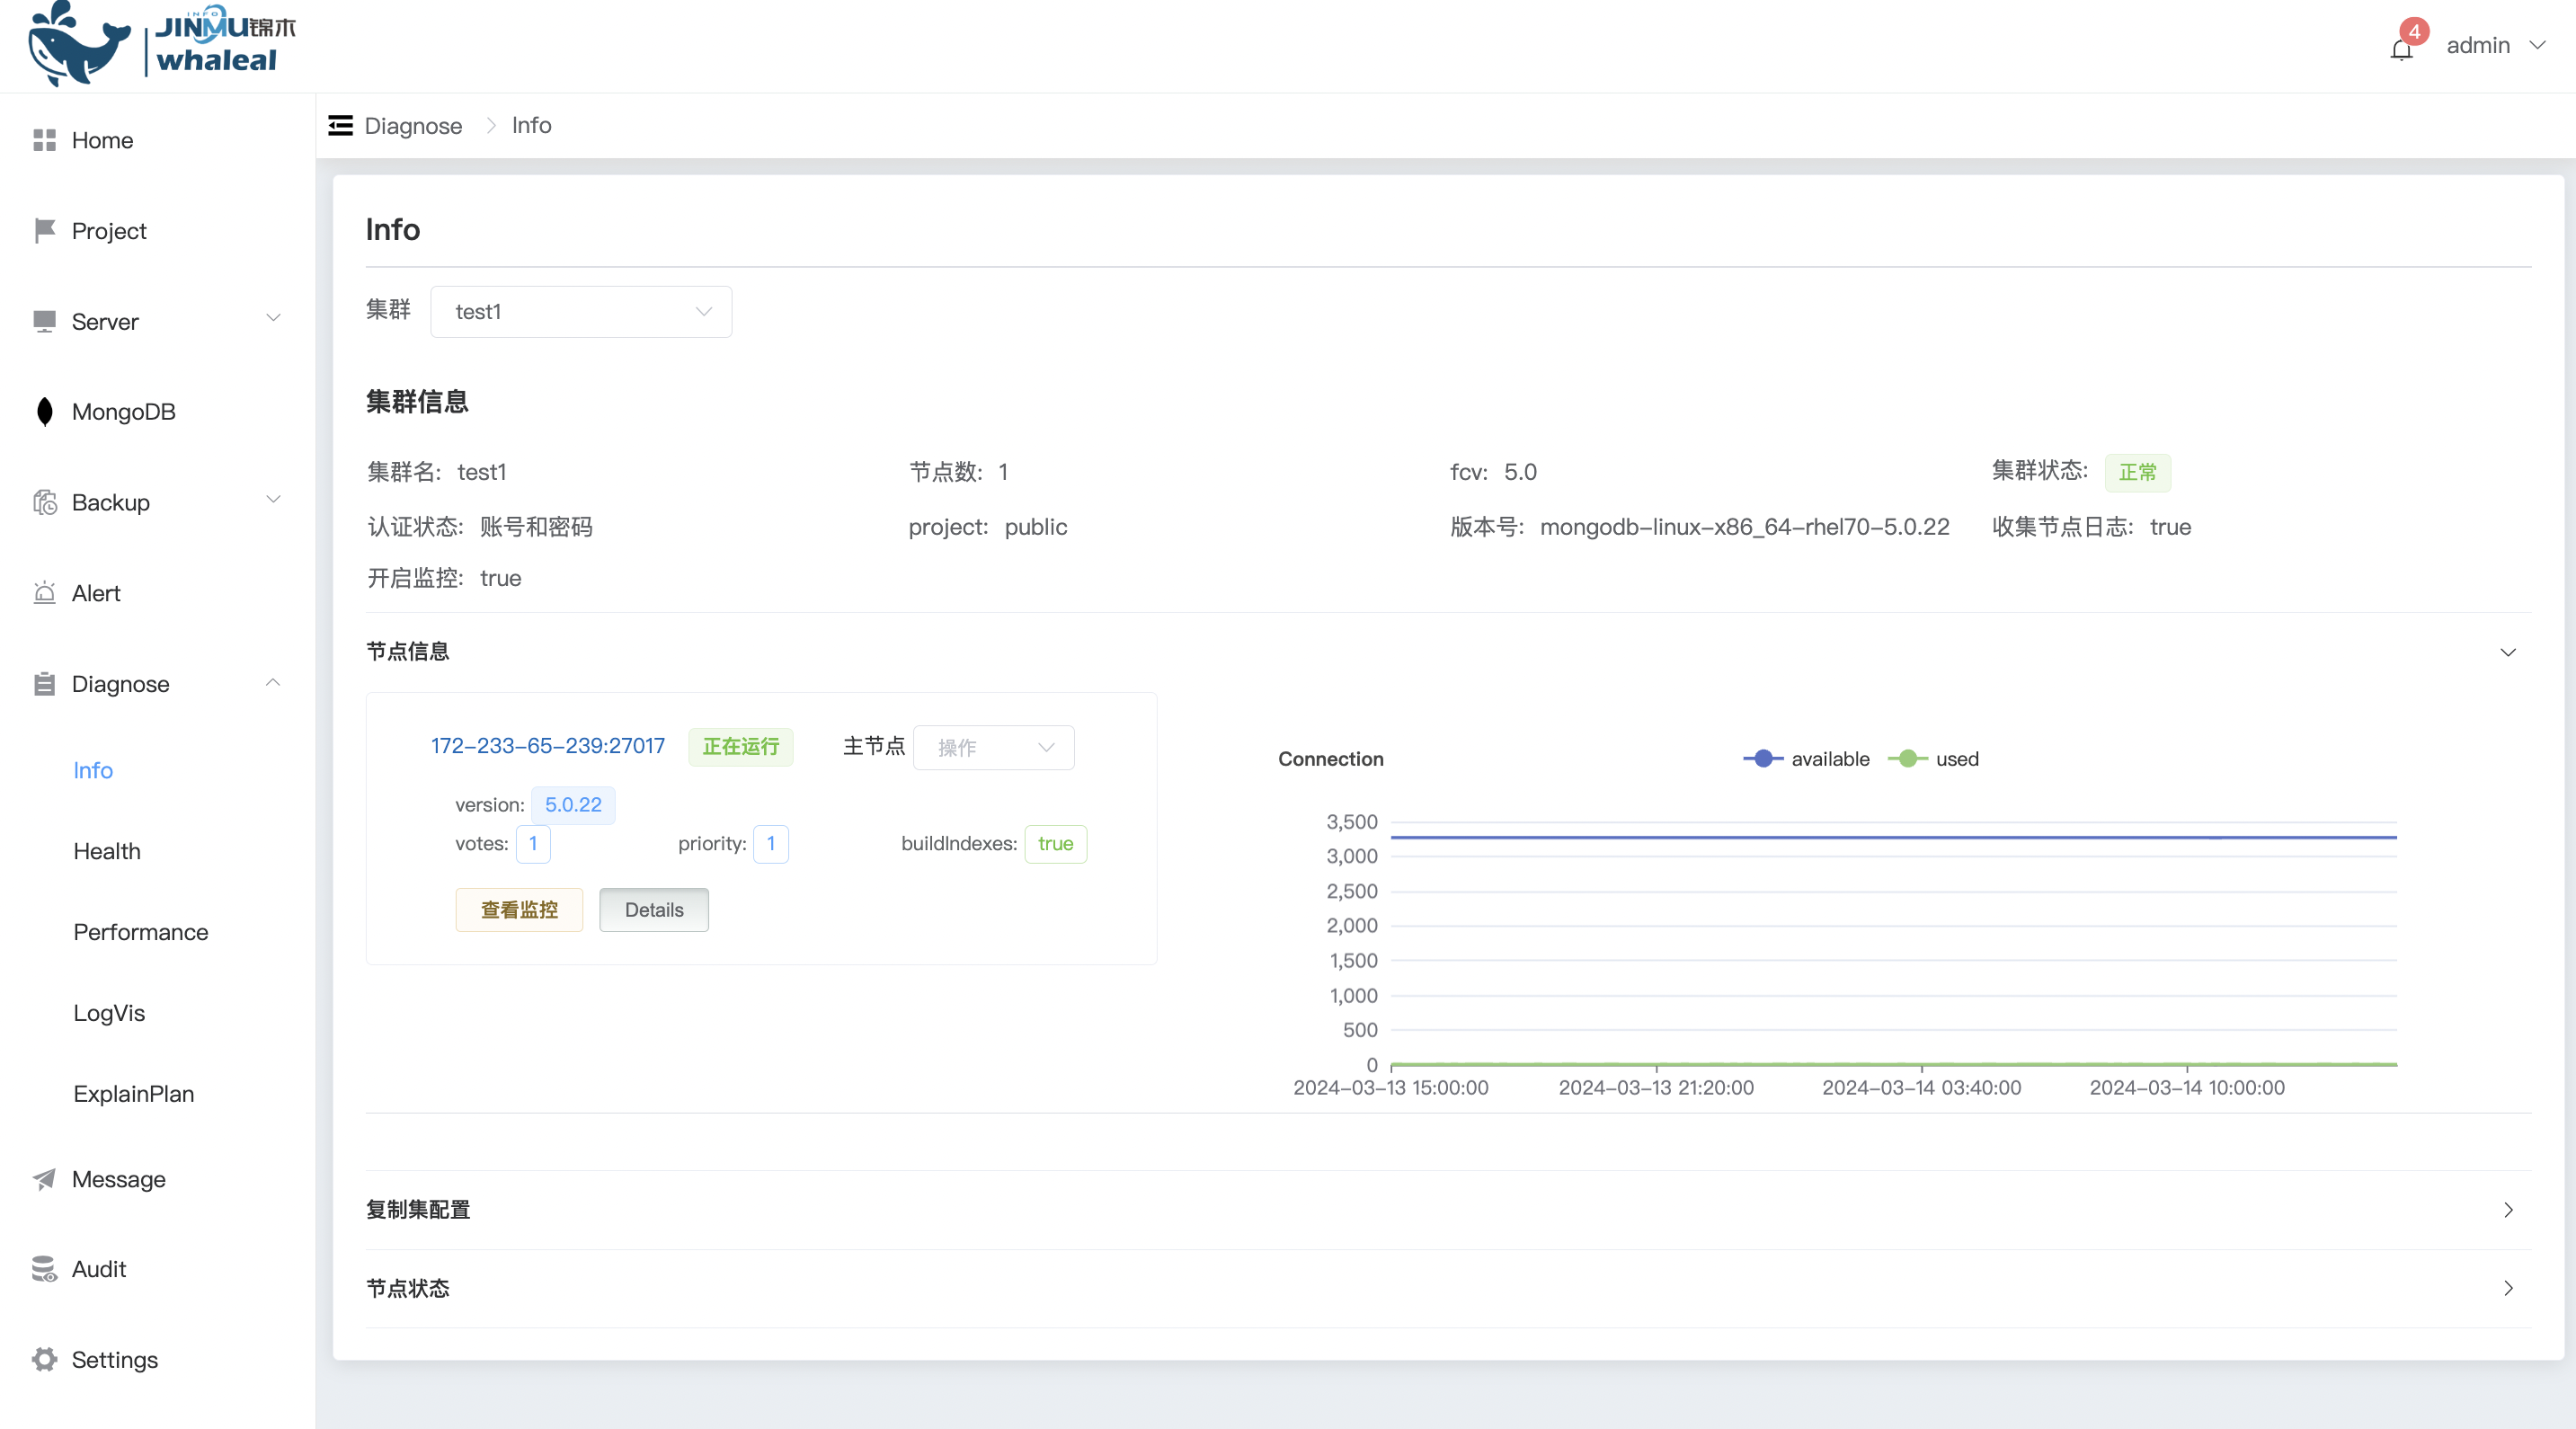 INFO
JINMU锦木
whaleal
4
admin
Home
Project
Server
MongoDB
Backup
Alert
Diagnose
Info
Health
Performance
LogVis
ExplainPlan
Message
Audit
Settings
Diagnose Info
Info
集群 test1
集群信息
集群名: test1 节点数: 1 fcv: 5.0 集群状态: 正常
认证状态: 账号和密码 project: public 版本号: mongodb-linux-x86_64-rhel70-5.0.22 收集节点日志: true
开启监控: true
节点信息
172-233-65-239:27017 正在运行 主节点 操作
version: 5.0.22
votes: 1 priority: 1 buildIndexes: true
查看监控 Details
Connection available used
3,500
3,000
2,500
2,000
1,500
1,000
500
0
2024-03-13 15:00:00 2024-03-13 21:20:00 2024-03-14 03:40:00 2024-03-14 10:00:00
复制集配置
节点状态